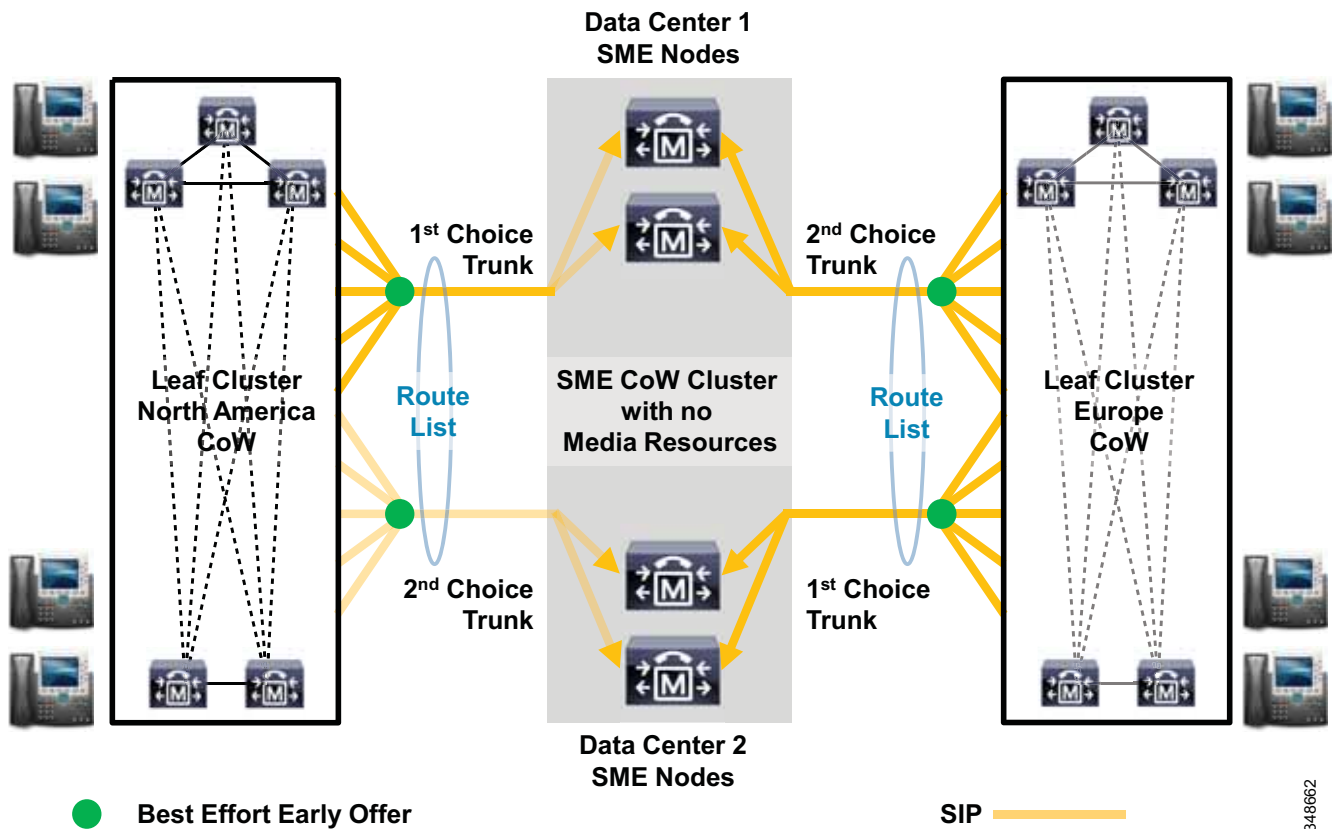 Data Center 1
SME Nodes
1st Choice
Trunk
2nd Choice
Trunk
Leaf Cluster
North America
CoW
Route
List
SME CoW Cluster
with no
Media Resources
Route
List
Leaf Cluster
Europe
CoW
2nd Choice
Trunk
1st Choice
Trunk
Data Center 2
SME Nodes
Best Effort Early Offer
SIP
348662
M
M
M
M
M
M
M
M
M
M
M
M
M
M